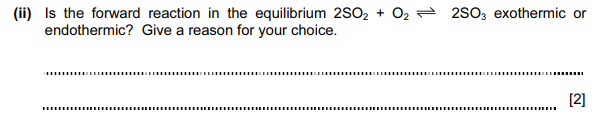 (ii) Is the forward reaction in the equilibrium 2SO₂ + O₂ ⇌ 2SO₃ exothermic or
endothermic? Give a reason for your choice.
[2]